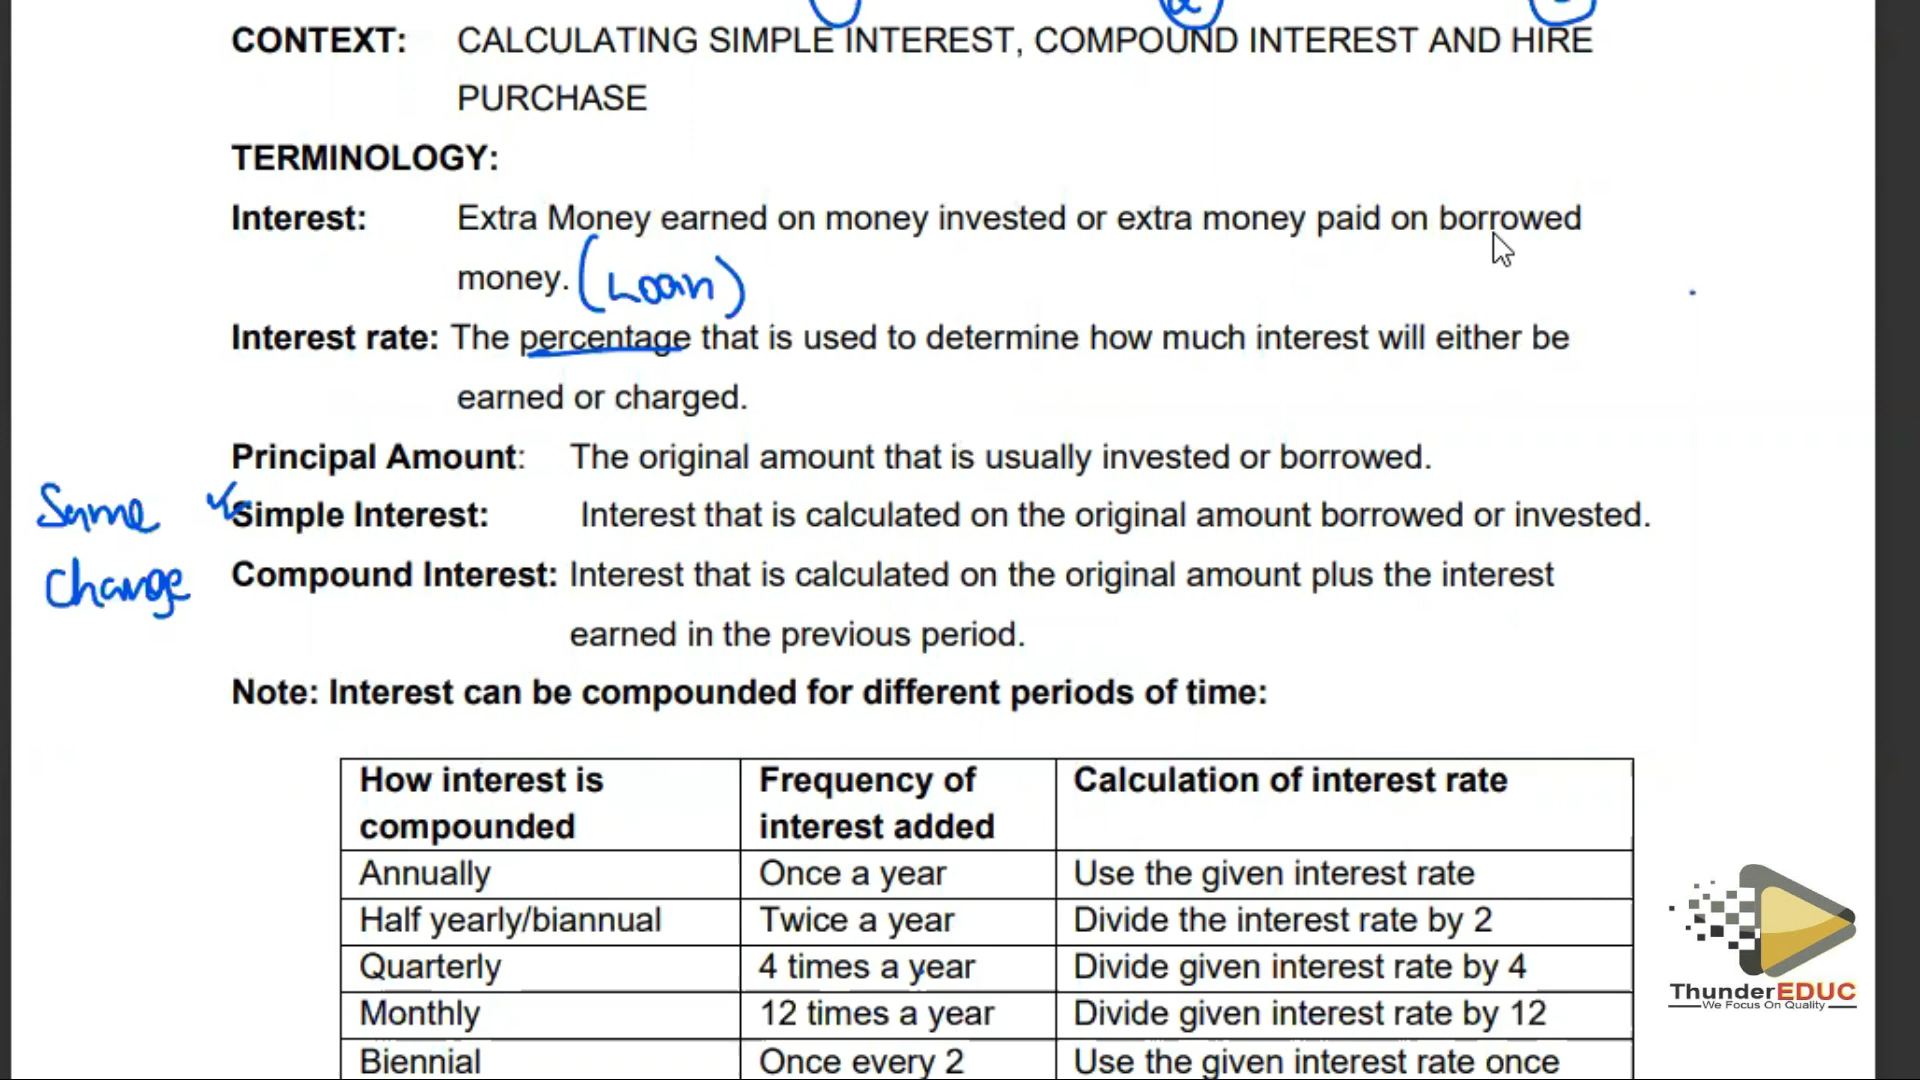 CONTEXT: CALCULATING SIMPLE INTEREST, COMPOUND INTEREST AND HIRE
PURCHASE
TERMINOLOGY:
Interest: Extra Money earned on money invested or extra money paid on borrowed
money. (Loan)
Interest rate: The percentage that is used to determine how much interest will either be
earned or charged.
Principal Amount: The original amount that is usually invested or borrowed.
Same Simple Interest: Interest that is calculated on the original amount borrowed or invested.
Change Compound Interest: Interest that is calculated on the original amount plus the interest
earned in the previous period.
Note: Interest can be compounded for different periods of time:
How interest is Frequency of Calculation of interest rate
compounded interest added
Annually Once a year Use the given interest rate
Half yearly/biannual Twice a year Divide the interest rate by 2
Quarterly 4 times a year Divide given interest rate by 4
Monthly 12 times a year Divide given interest rate by 12
Biennial Once every 2 Use the given interest rate once
ThunderEDUC
We Focus On Quality